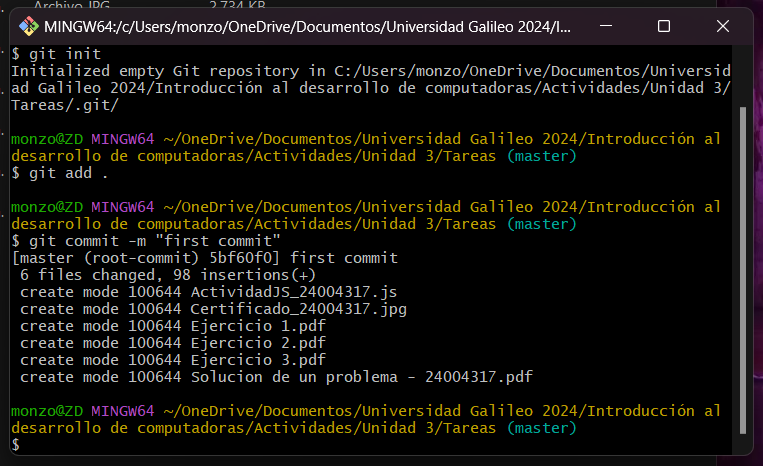 Archivo JPG 2,734 KB
MINGW64:/c/Users/monzo/OneDrive/Documentos/Universidad Galileo 2024/I...
$ git init
Initialized empty Git repository in C:/Users/monzo/OneDrive/Documentos/Universid
ad Galileo 2024/Introducción al desarrollo de computadoras/Actividades/Unidad 3/
Tareas/.git/
monzo@ZD MINGW64 ~/OneDrive/Documentos/Universidad Galileo 2024/Introducción al
desarrollo de computadoras/Actividades/Unidad 3/Tareas (master)
$ git add .
monzo@ZD MINGW64 ~/OneDrive/Documentos/Universidad Galileo 2024/Introducción al
desarrollo de computadoras/Actividades/Unidad 3/Tareas (master)
$ git commit -m "first commit"
[master (root-commit) 5bf60f0] first commit
6 files changed, 98 insertions(+)
create mode 100644 ActividadJS_24004317.js
create mode 100644 Certificado_24004317.jpg
create mode 100644 Ejercicio 1.pdf
create mode 100644 Ejercicio 2.pdf
create mode 100644 Ejercicio 3.pdf
create mode 100644 Solucion de un problema - 24004317.pdf
monzo@ZD MINGW64 ~/OneDrive/Documentos/Universidad Galileo 2024/Introducción al
desarrollo de computadoras/Actividades/Unidad 3/Tareas (master)
$